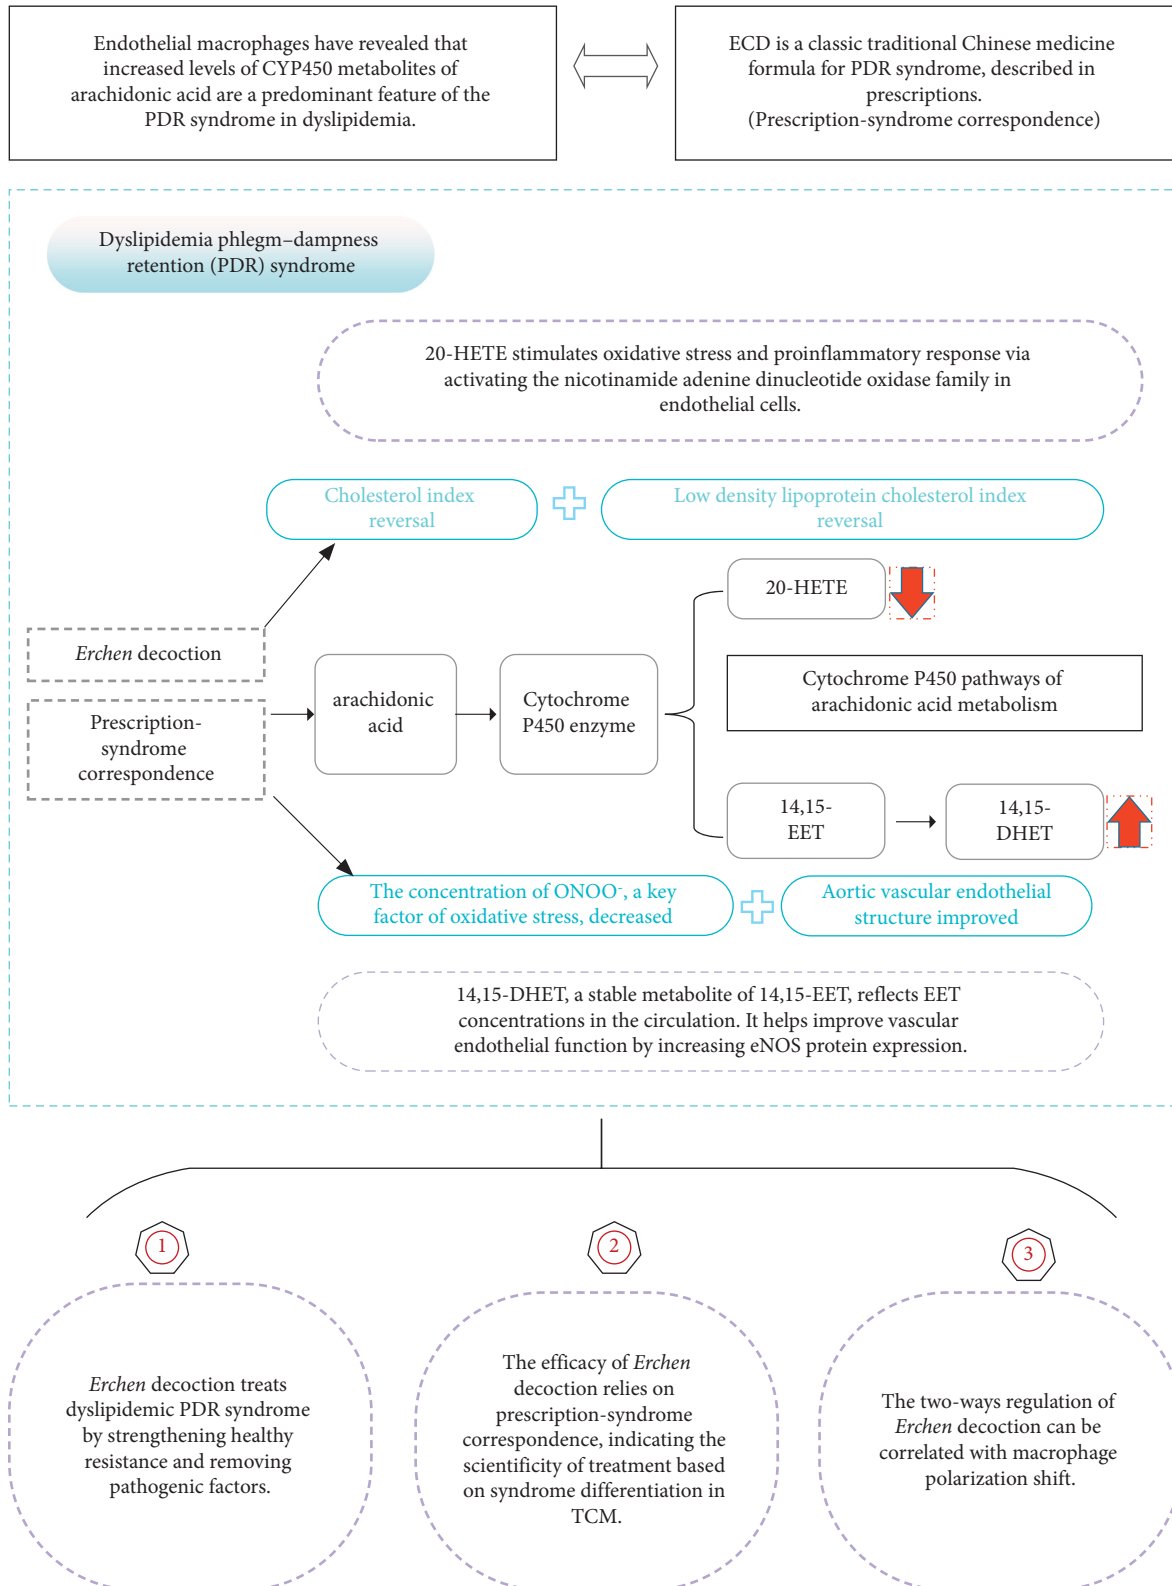 Endothelial macrophages have revealed that
increased levels of CYP450 metabolites of
arachidonic acid are a predominant feature of the
PDR syndrome in dyslipidemia.
ECD is a classic traditional Chinese medicine
formula for PDR syndrome, described in
prescriptions.
(Prescription-syndrome correspondence)
Dyslipidemia phlegm–dampness
retention (PDR) syndrome
20-HETE stimulates oxidative stress and proinflammatory response via
activating the nicotinamide adenine dinucleotide oxidase family in
endothelial cells.
Cholesterol index
reversal
Low density lipoprotein cholesterol index
reversal
20-HETE
Erchen decoction
Prescription-
syndrome
correspondence
arachidonic
acid
Cytochrome
P450 enzyme
Cytochrome P450 pathways of
arachidonic acid metabolism
14,15-
EET
14,15-
DHET
The concentration of ONOO⁻, a key
factor of oxidative stress, decreased
Aortic vascular endothelial
structure improved
14,15-DHET, a stable metabolite of 14,15-EET, reflects EET
concentrations in the circulation. It helps improve vascular
endothelial function by increasing eNOS protein expression.
1
Erchen decoction treats
dyslipidemic PDR syndrome
by strengthening healthy
resistance and removing
pathogenic factors.
2
The efficacy of Erchen
decoction relies on
prescription-syndrome
correspondence, indicating the
scientificity of treatment based
on syndrome differentiation in
TCM.
3
The two-ways regulation of
Erchen decoction can be
correlated with macrophage
polarization shift.